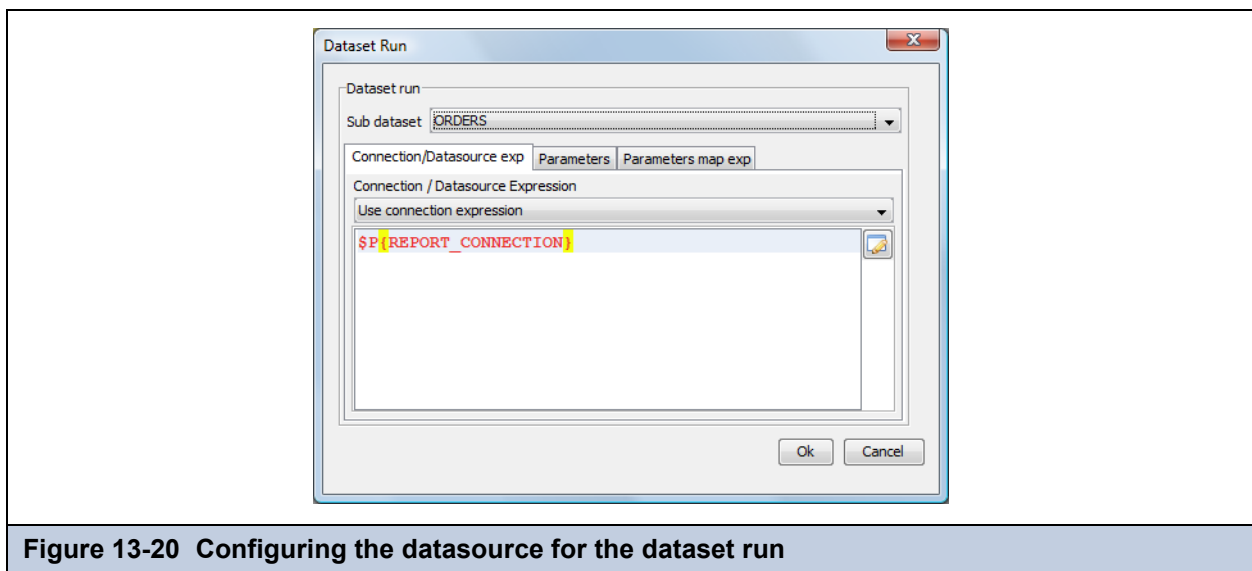 Dataset Run
Dataset run
Sub dataset ORDERS
Connection/Datasource exp Parameters Parameters map exp
Connection / Datasource Expression
Use connection expression
$P{REPORT_CONNECTION}
Ok Cancel
Figure 13-20 Configuring the datasource for the dataset run